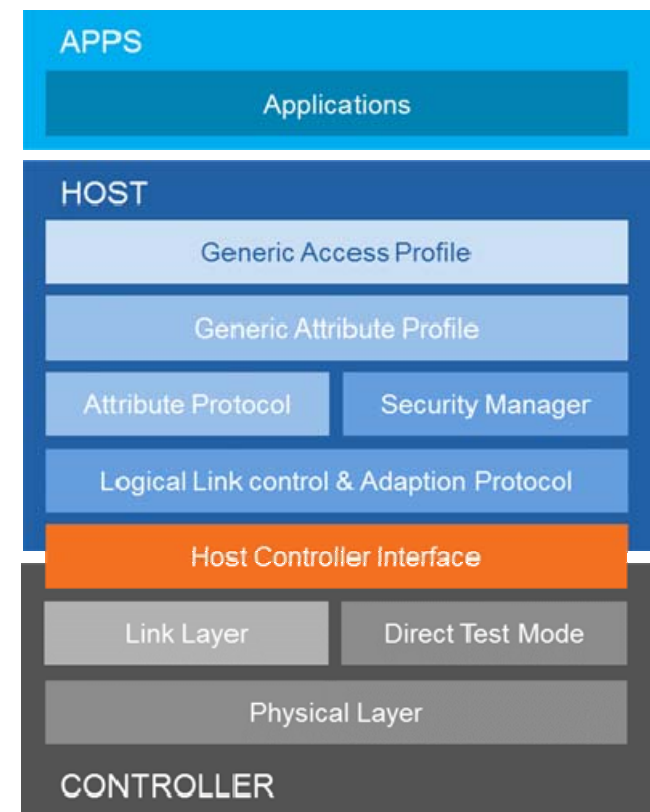 APPS
Applications
HOST
Generic Access Profile
Generic Attribute Profile
Attribute Protocol
Security Manager
Logical Link control & Adaption Protocol
Host Controller Interface
Link Layer
Direct Test Mode
Physical Layer
CONTROLLER